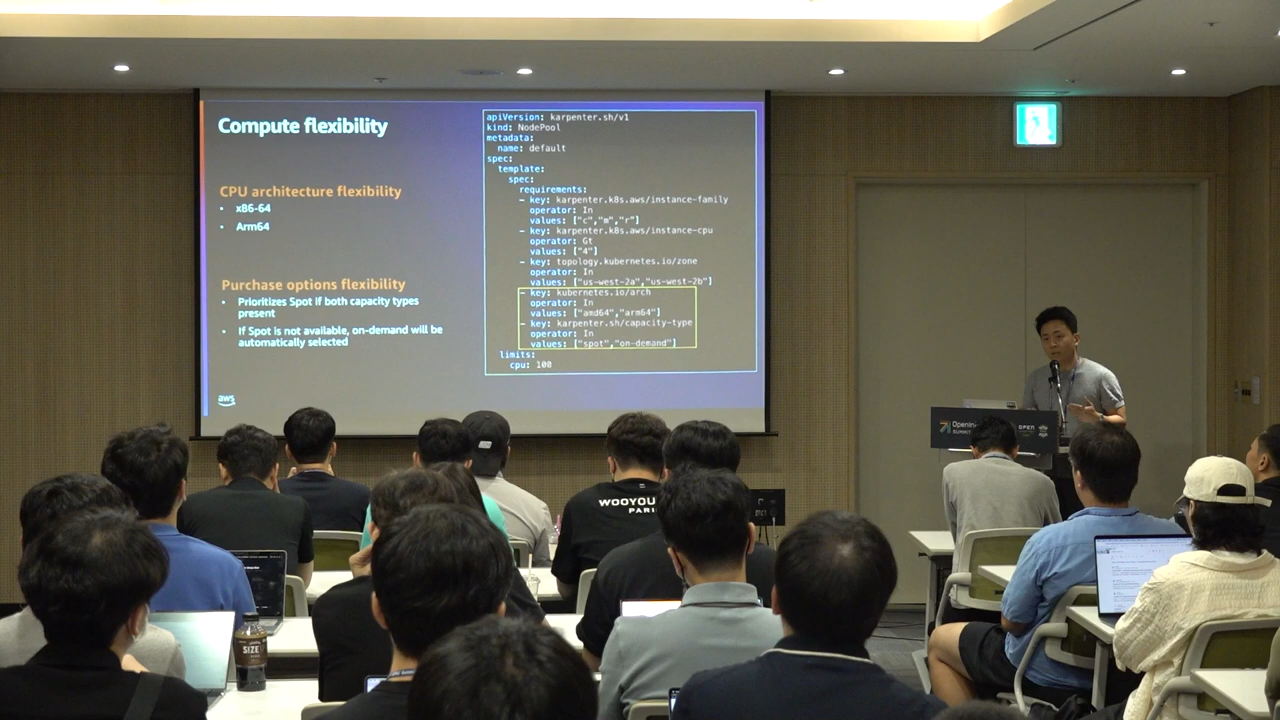 Compute flexibility
CPU architecture flexibility
• x86-64
• Arm64
Purchase options flexibility
• Prioritizes Spot if both capacity types
present
• If Spot is not available, on-demand will be
automatically selected
aws
apiVersion: karpenter.sh/v1
kind: NodePool
metadata:
name: default
spec:
template:
spec:
requirements:
- key: karpenter.k8s.aws/instance-family
operator: In
values: ["c","m","r"]
- key: karpenter.k8s.aws/instance-cpu
operator: Gt
values: ["4"]
- key: topology.kubernetes.io/zone
operator: In
values: ["us-west-2a","us-west-2b"]
- key: kubernetes.io/arch
operator: In
values: ["amd64","arm64"]
- key: karpenter.sh/capacity-type
operator: In
values: ["spot","on-demand"]
limits:
cpu: 100
SUMMIT
OPEN
PARI
SIZE